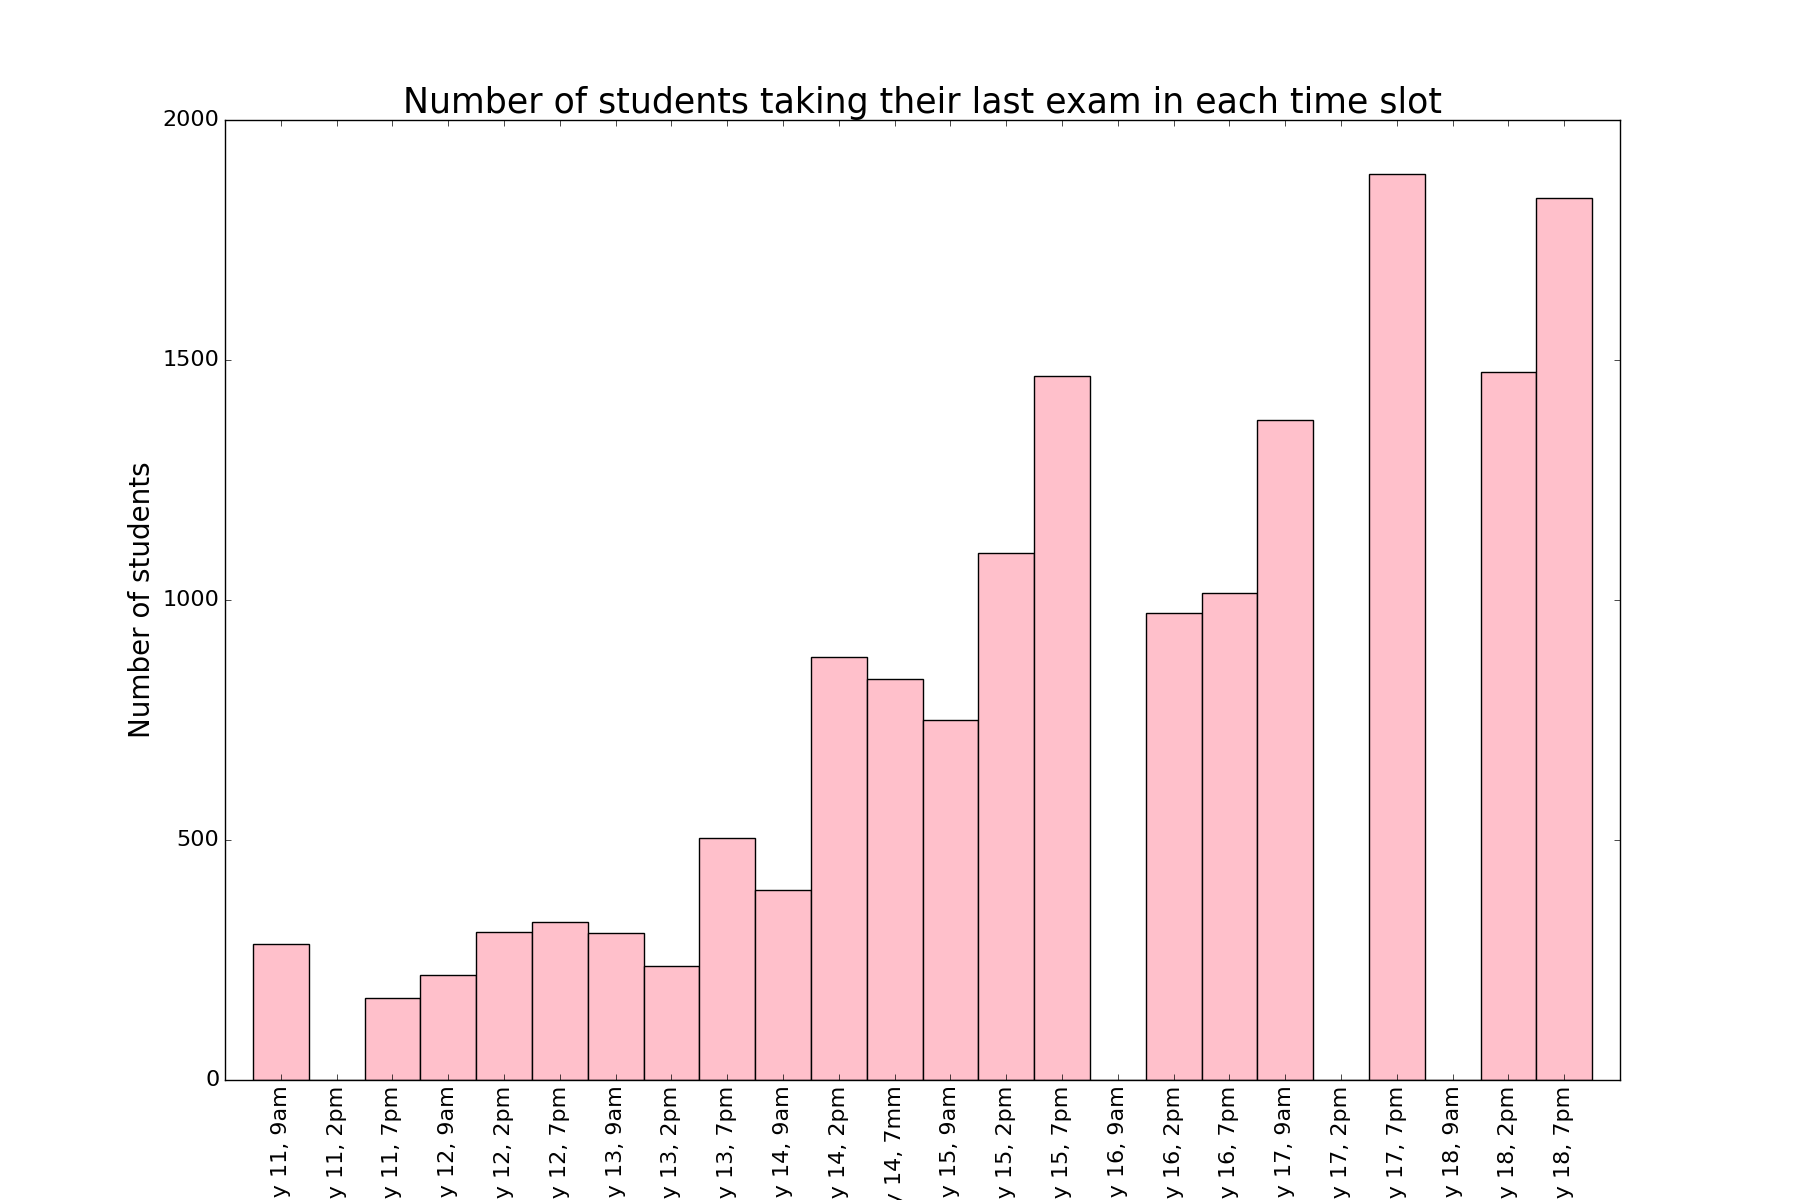 Number of students taking their last exam in each time slot
Number of students
2000
1500
1000
500
0
y 11, 9am
y 11, 2pm
y 11, 7pm
y 12, 9am
y 12, 2pm
y 12, 7pm
y 13, 9am
y 13, 2pm
y 13, 7pm
y 14, 9am
y 14, 2pm
y 14, 7mm
y 15, 9am
y 15, 2pm
y 15, 7pm
y 16, 9am
y 16, 2pm
y 16, 7pm
y 17, 9am
y 17, 2pm
y 17, 7pm
y 18, 9am
y 18, 2pm
y 18, 7pm